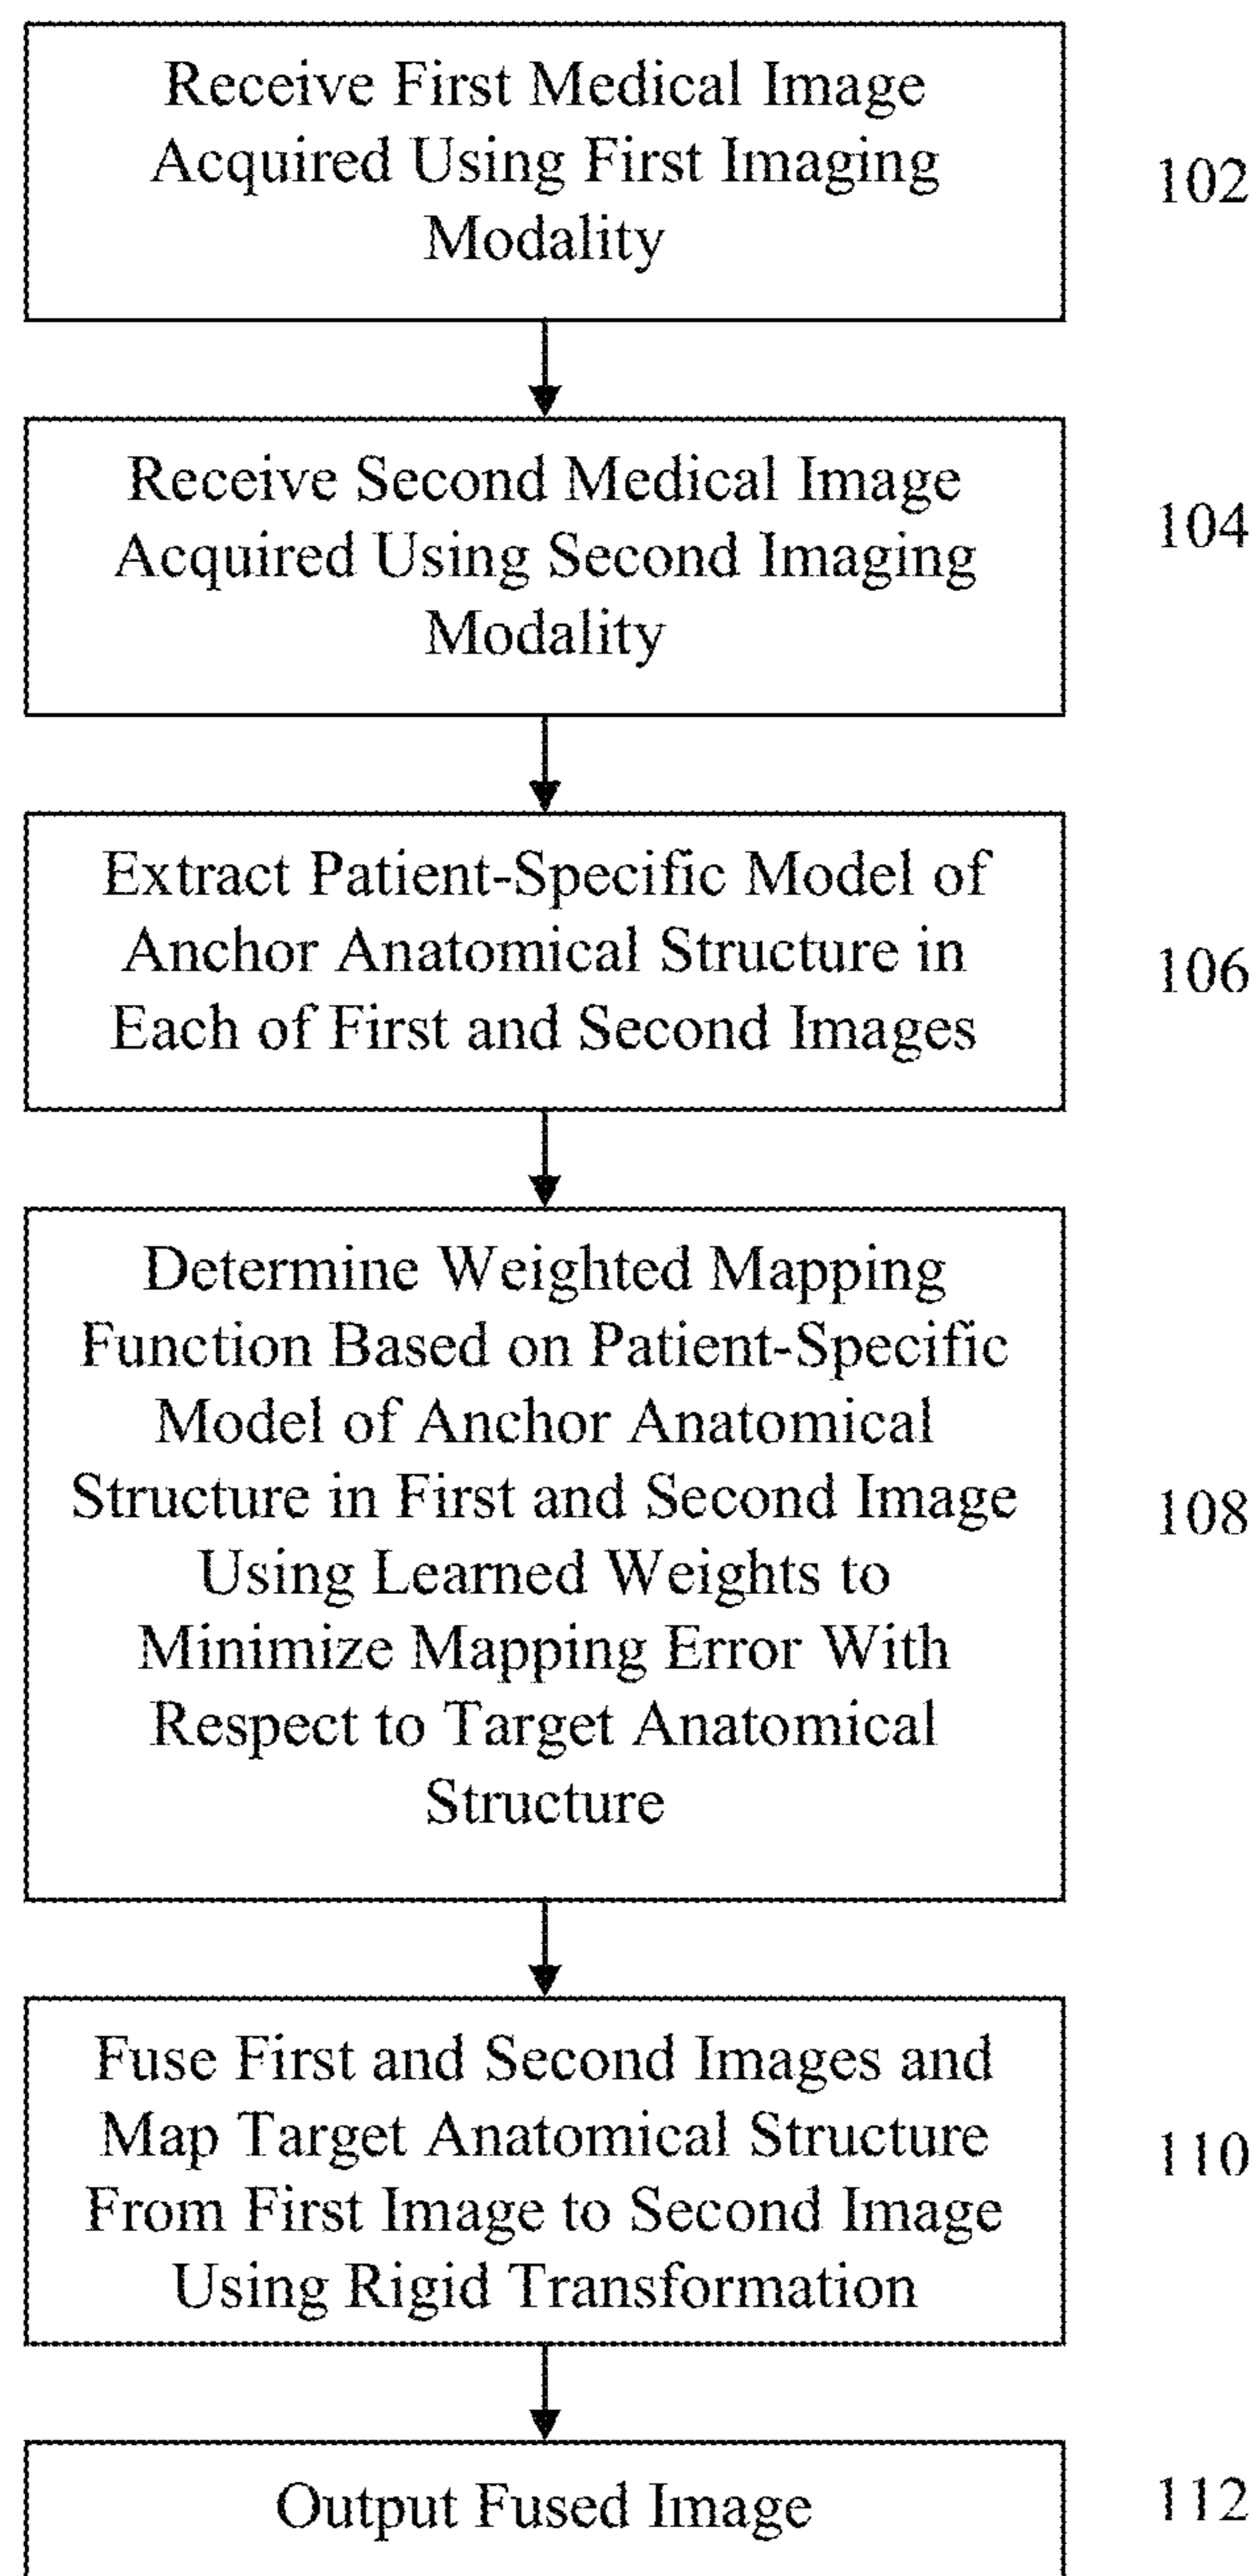 Receive First Medical Image
Acquired Using First Imaging
Modality
102
Receive Second Medical Image
Acquired Using Second Imaging
Modality
104
Extract Patient-Specific Model of
Anchor Anatomical Structure in
Each of First and Second Images
106
Determine Weighted Mapping
Function Based on Patient-Specific
Model of Anchor Anatomical
Structure in First and Second Image
Using Learned Weights to
Minimize Mapping Error With
Respect to Target Anatomical
Structure
108
Fuse First and Second Images and
Map Target Anatomical Structure
From First Image to Second Image
Using Rigid Transformation
110
Output Fused Image
112